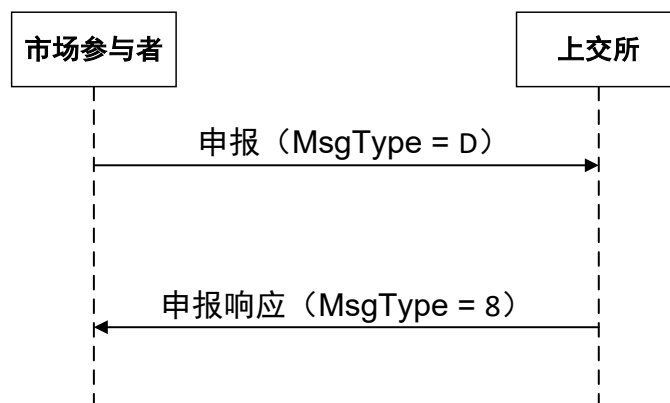 市场参与者
上交所
申报（MsgType = D）
申报响应（MsgType = 8）